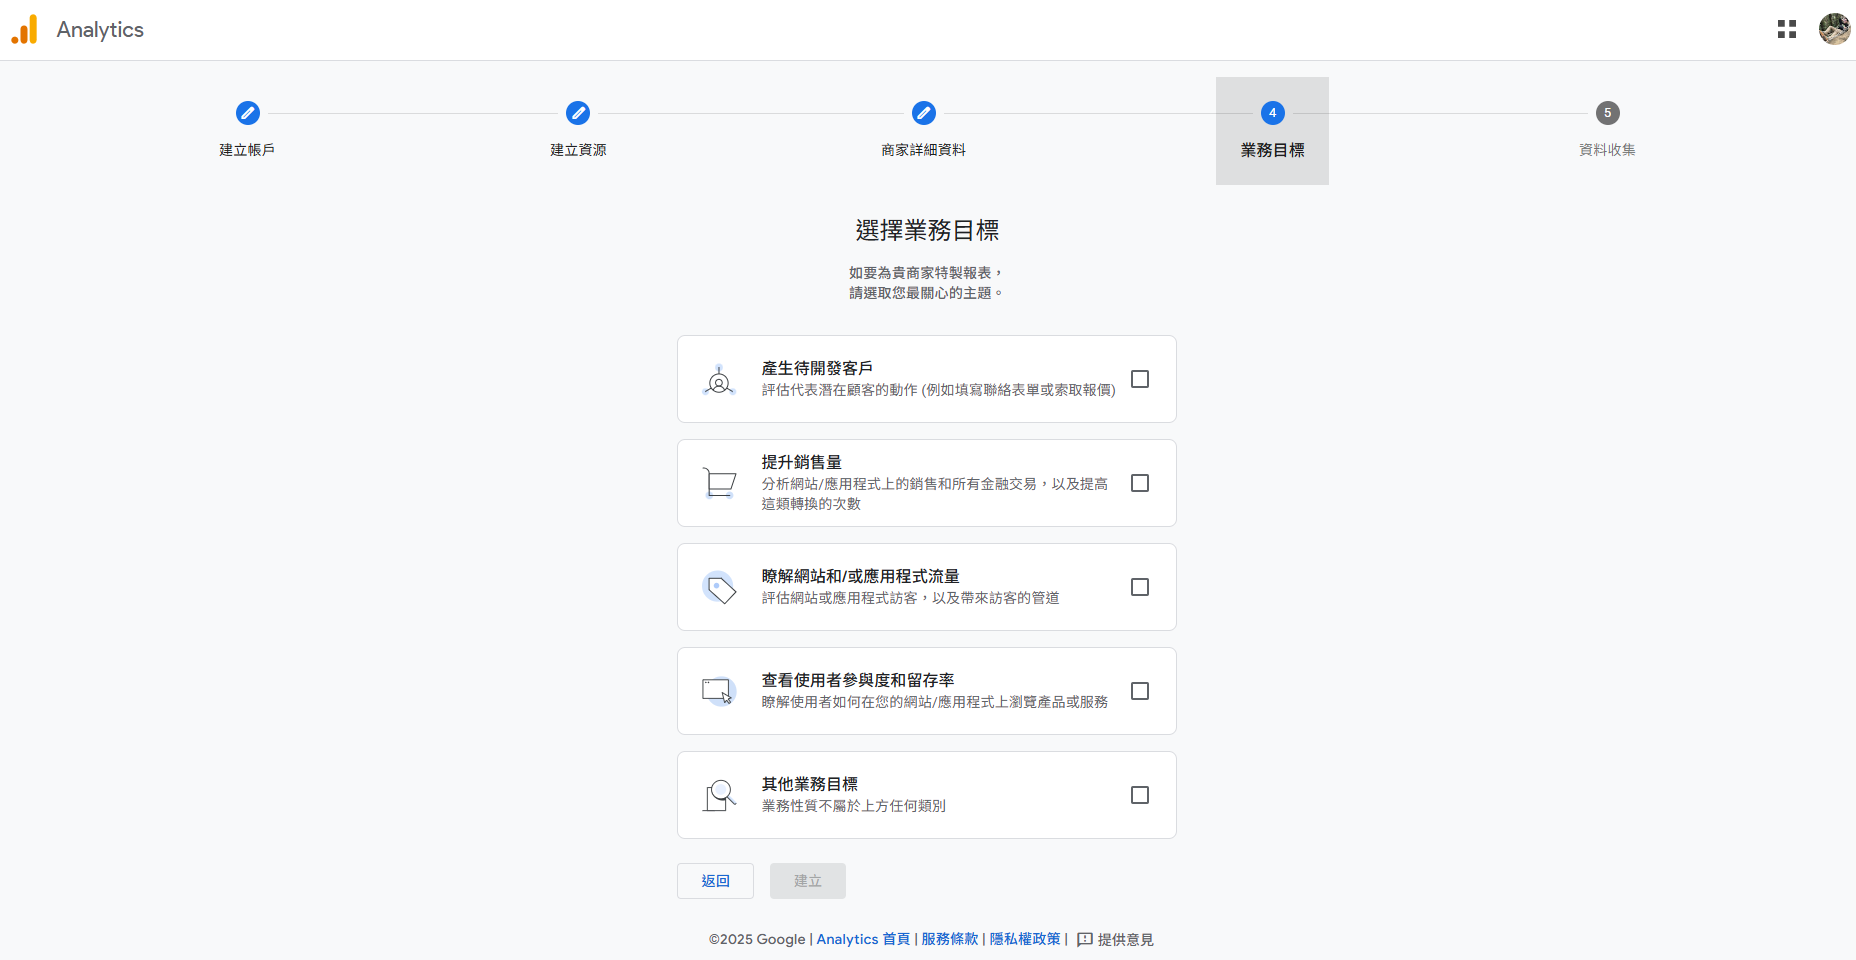 Analytics
4
5
建立帳戶
建立資源
商家詳細資料
業務目標
資料收集
選擇業務目標
如要為貴商家特製報表，
請選取您最關心的主題。
產生待開發客戶
評估代表潛在顧客的動作 (例如填寫聯絡表單或索取報價)
提升銷售量
分析網站/應用程式上的銷售和所有金融交易，以及提高
這類轉換的次數
瞭解網站和/或應用程式流量
評估網站或應用程式訪客，以及帶來訪客的管道
查看使用者參與度和留存率
瞭解使用者如何在您的網站/應用程式上瀏覽產品或服務
其他業務目標
業務性質不屬於上方任何類別
返回
建立
©2025 Google | Analytics 首頁 | 服務條款 | 隱私權政策 | 提供意見